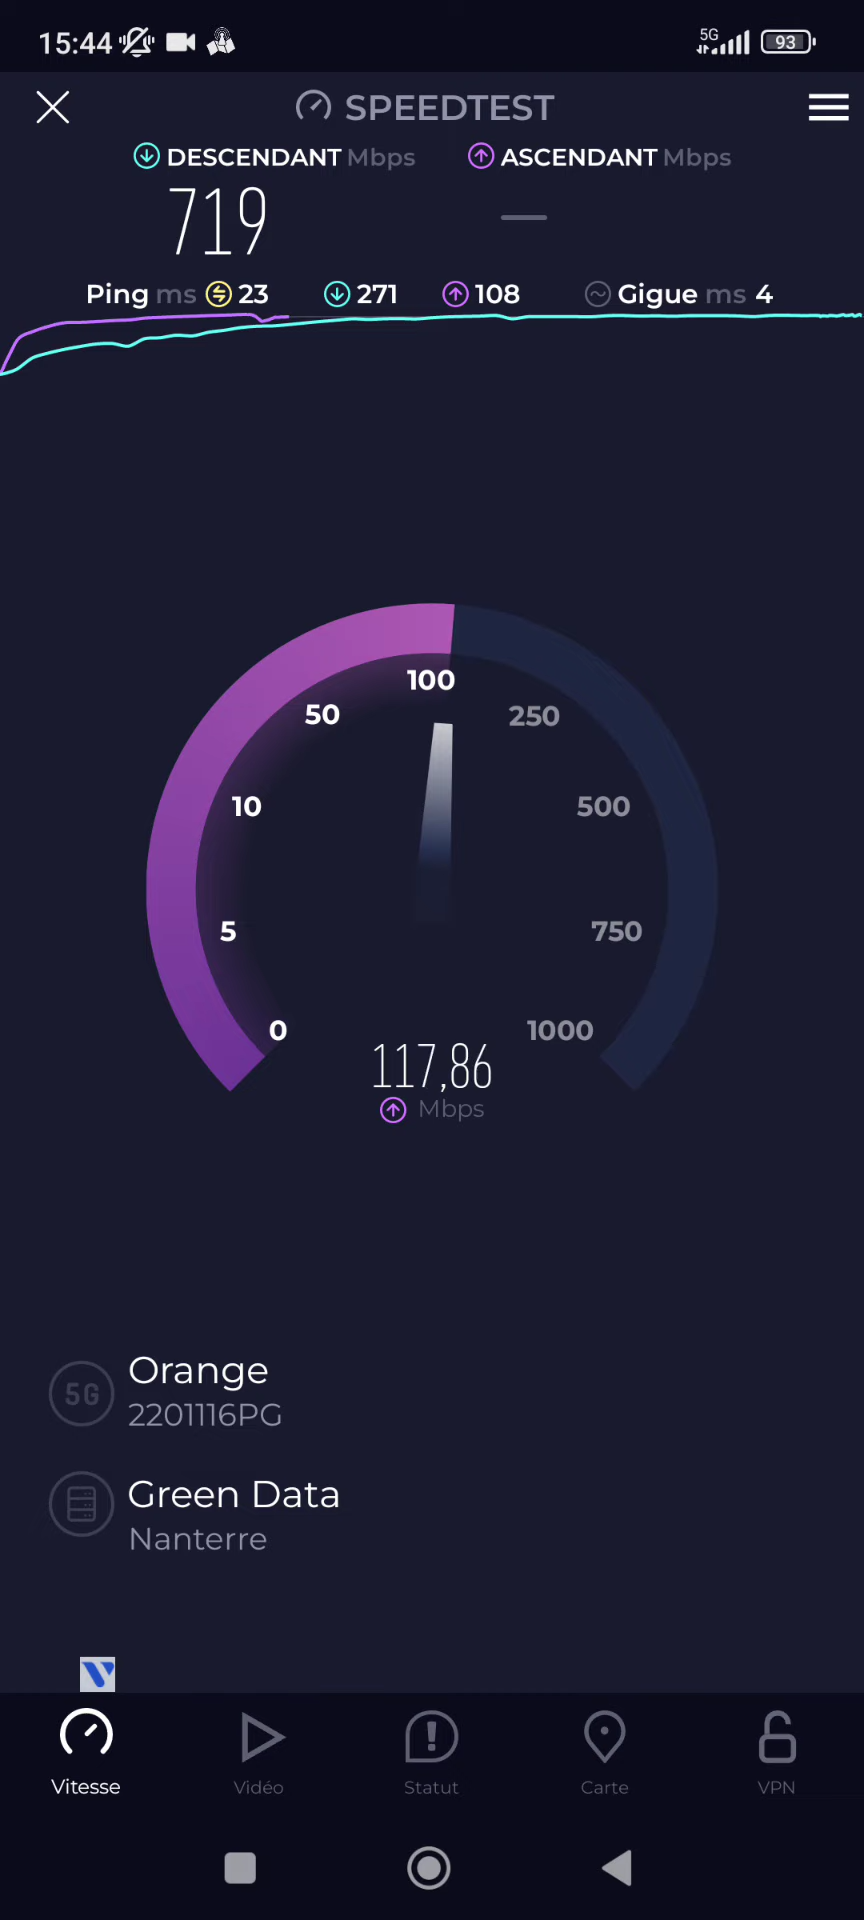 15:44 5G 93
SPEEDTEST
DESCENDANT Mbps ASCENDANT Mbps
719 —
Ping ms 23 271 108 Gigue ms 4
100
50 250
10 500
5 750
0 1000
117,86
Mbps
5G Orange
2201116PG
Green Data
Nanterre
Vitesse Vidéo Statut Carte VPN